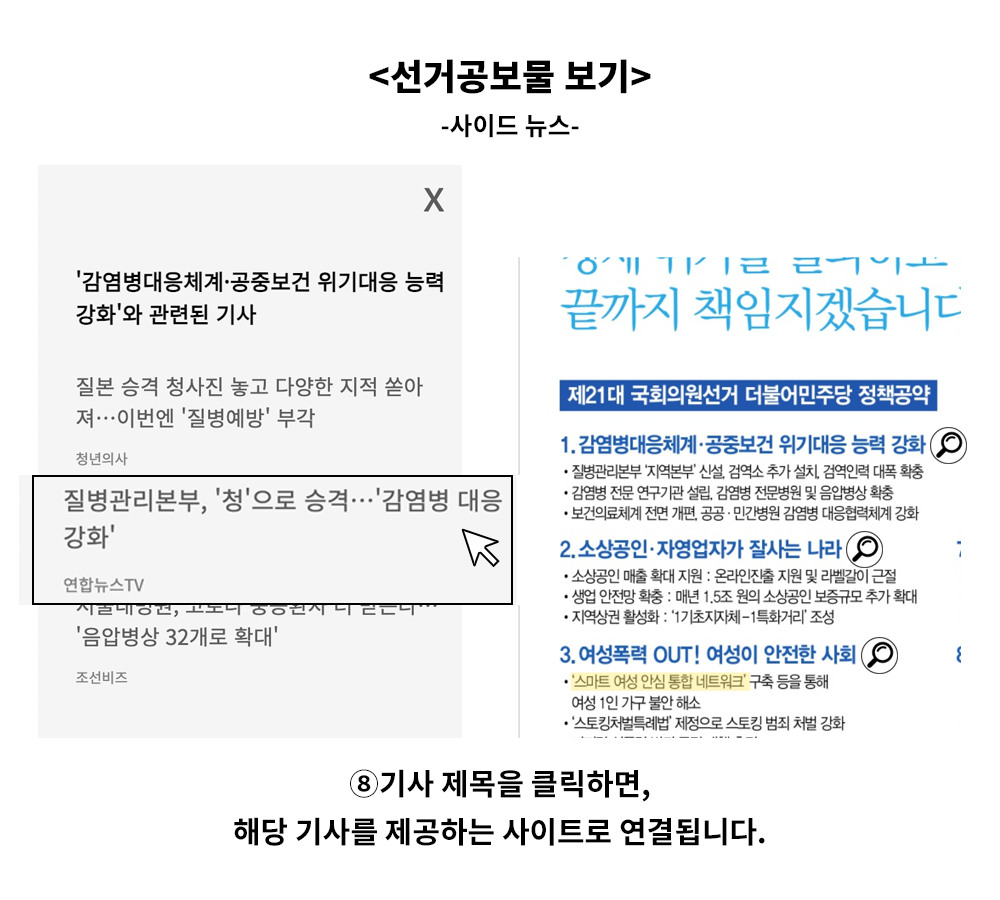 <선거공보물 보기>
-사이드 뉴스-
X
'감염병대응체계·공중보건 위기대응 능력
강화'와 관련된 기사
질본 승격 청사진 놓고 다양한 지적 쏟아
져…이번엔 '질병예방' 부각
청년의사
질병관리본부, '청'으로 승격…'감염병 대응
강화'
연합뉴스TV
'음압병상 32개로 확대'
조선비즈
끝까지 책임지겠습니다
제21대 국회의원선거 더불어민주당 정책공약
1. 감염병대응체계·공중보건 위기대응 능력 강화
• 질병관리본부 '지역본부' 신설, 검역소 추가 설치, 검역인력 대폭 확충
• 감염병 전문 연구기관 설립, 감염병 전문병원 및 음압병상 확충
• 보건의료체계 전면 개편, 공공·민간병원 감염병 대응협력체계 강화
2. 소상공인·자영업자가 잘사는 나라
• 소상공인 매출 확대 지원 : 온라인진출 지원 및 라벨갈이 근절
• 생업 안전망 확충 : 매년 1.5조 원의 소상공인 보증규모 추가 확대
• 지역상권 활성화 : '1기초지자체-1특화거리' 조성
3. 여성폭력 OUT! 여성이 안전한 사회
• '스마트 여성 안심 통합 네트워크' 구축 등을 통해
여성 1인 가구 불안 해소
• '스토킹처벌특례법' 제정으로 스토킹 범죄 처벌 강화
⑧기사 제목을 클릭하면,
해당 기사를 제공하는 사이트로 연결됩니다.